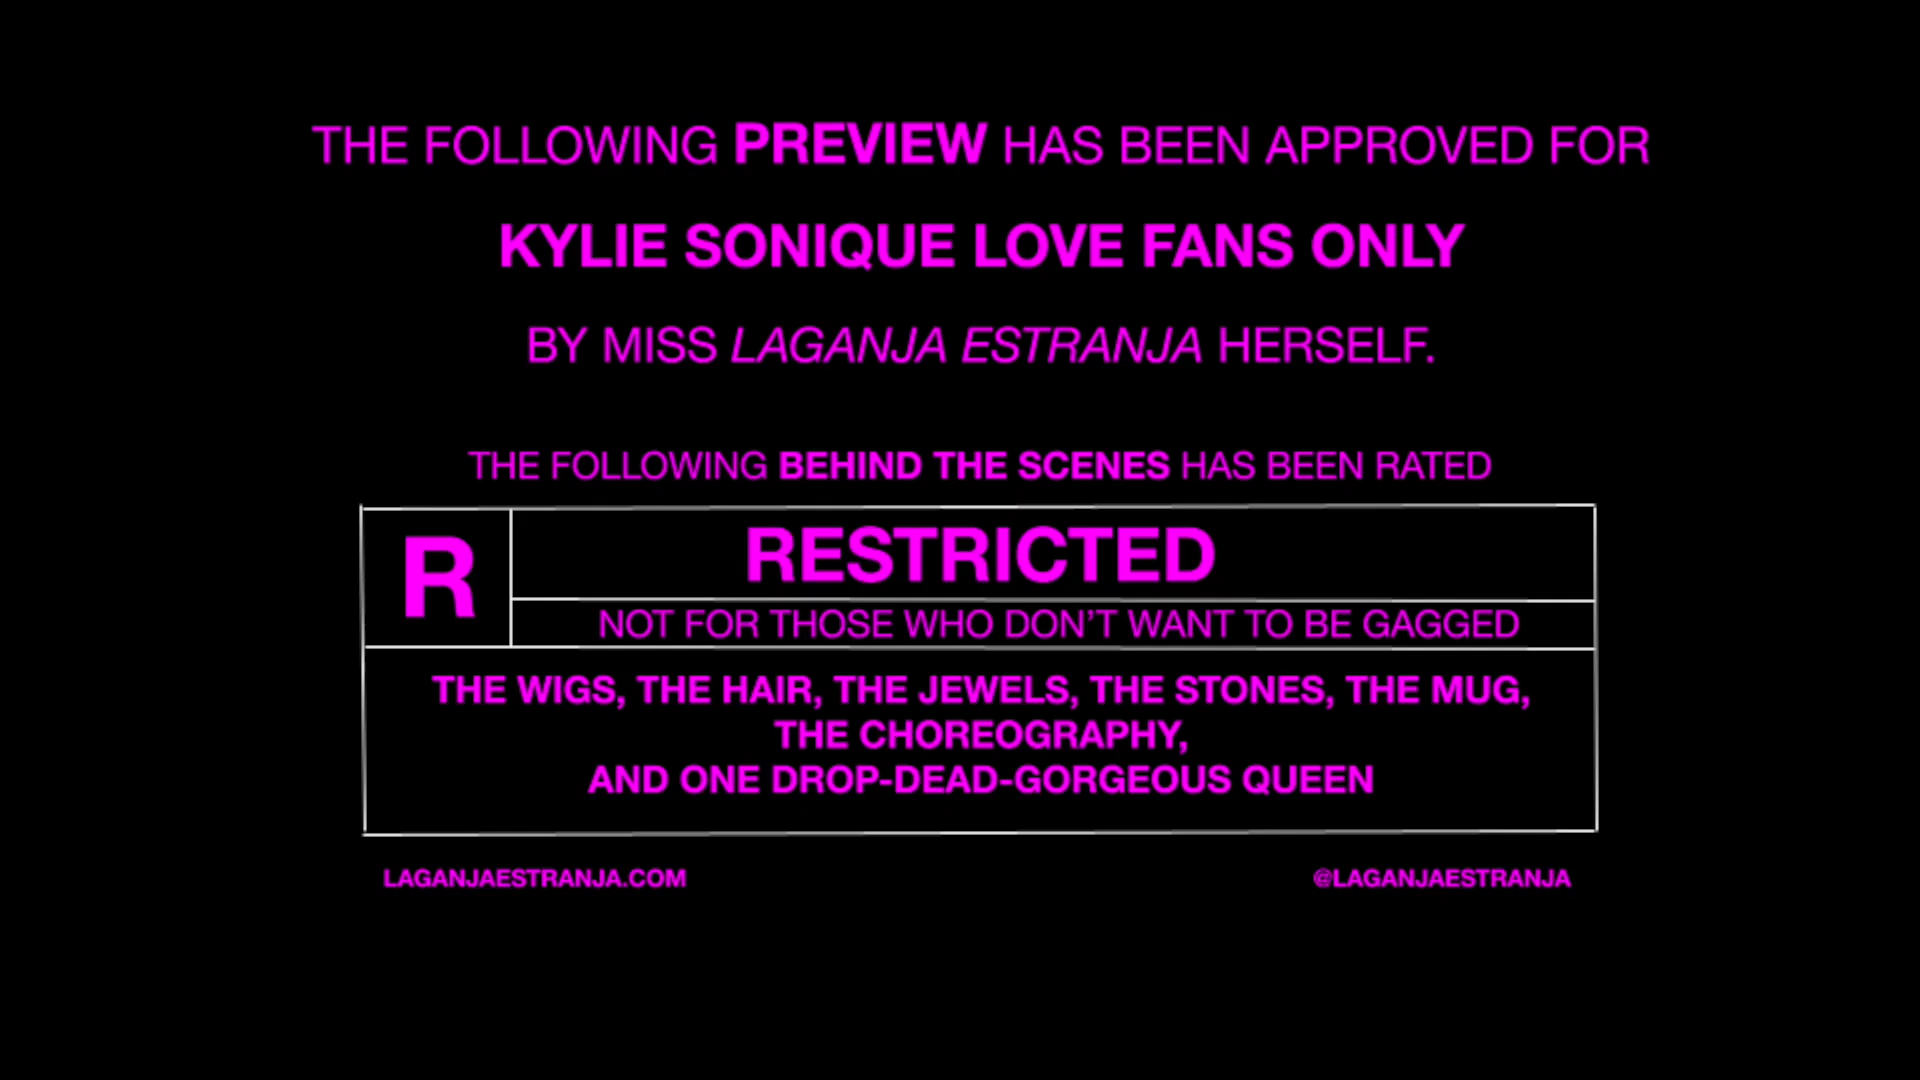 THE FOLLOWING PREVIEW HAS BEEN APPROVED FOR
KYLIE SONIQUE LOVE FANS ONLY
BY MISS LAGANJA ESTRANJA HERSELF.
THE FOLLOWING BEHIND THE SCENES HAS BEEN RATED
R
RESTRICTED
NOT FOR THOSE WHO DON'T WANT TO BE GAGGED
THE WIGS, THE HAIR, THE JEWELS, THE STONES, THE MUG,
THE CHOREOGRAPHY,
AND ONE DROP-DEAD-GORGEOUS QUEEN
LAGANJAESTRANJA.COM
@LAGANJAESTRANJA